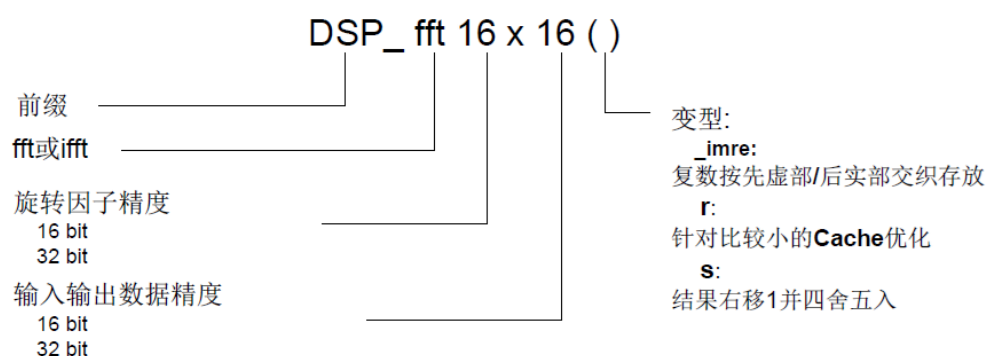 DSP_ fft 16 x 16 ( )
前缀
fft或ifft
旋转因子精度
16 bit
32 bit
输入输出数据精度
16 bit
32 bit
变型:
_imre:
复数按先虚部/后实部交织存放
r:
针对比较小的Cache优化
s:
结果右移1并四舍五入